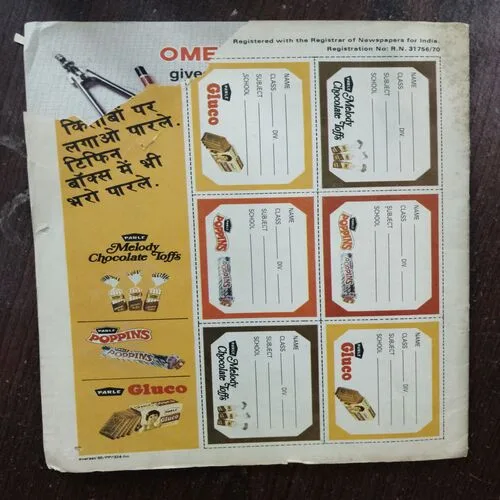 OME
give
Registered with the Registrar of Newspapers for India.
Registration No: R.N. 31756/70
किताबों पर
लगाओ पारले.
टिफिन
बॉक्स में भी
भरो पारले.
PARLE
Melody
Chocolate Toffs
PARLE
POPPINS
POPPINS
PARLE Gluco
PARLE
Gluco
NAME
CLASS DIV.
SUBJECT
SCHOOL
PARLE
Gluco
NAME
CLASS DIV.
SUBJECT
SCHOOL
PARLE
Melody
Chocolate Toffs
NAME
CLASS DIV.
SUBJECT
SCHOOL
PARLE
POPPINS
NAME
CLASS DIV.
SUBJECT
SCHOOL
PARLE
POPPINS
NAME
CLASS DIV.
SUBJECT
SCHOOL
PARLE
Melody
Chocolate Toffs
NAME
CLASS DIV.
SUBJECT
SCHOOL
PARLE
Gluco